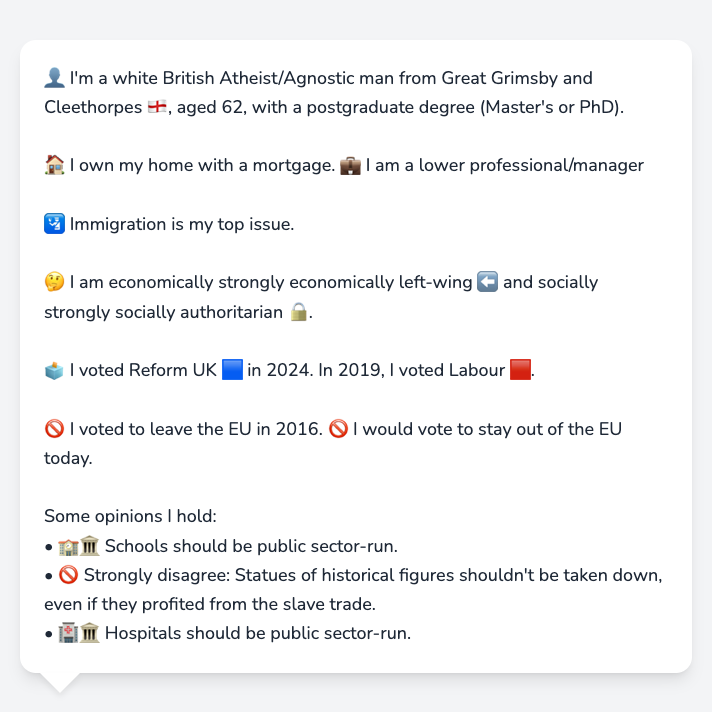 👤 I'm a white British Atheist/Agnostic man from Great Grimsby and
Cleethorpes 🏴󠁧󠁢󠁥󠁮󠁧󠁿, aged 62, with a postgraduate degree (Master's or PhD).
🏠 I own my home with a mortgage. 💼 I am a lower professional/manager
🛂 Immigration is my top issue.
🤔 I am economically strongly economically left-wing ⬅️ and socially
strongly socially authoritarian 🔒.
🗳️ I voted Reform UK 🟦 in 2024. In 2019, I voted Labour 🟥.
🚫 I voted to leave the EU in 2016. 🚫 I would vote to stay out of the EU
today.
Some opinions I hold:
• 🏫🏛️ Schools should be public sector-run.
• 🚫 Strongly disagree: Statues of historical figures shouldn't be taken down,
even if they profited from the slave trade.
• 🏥🏛️ Hospitals should be public sector-run.